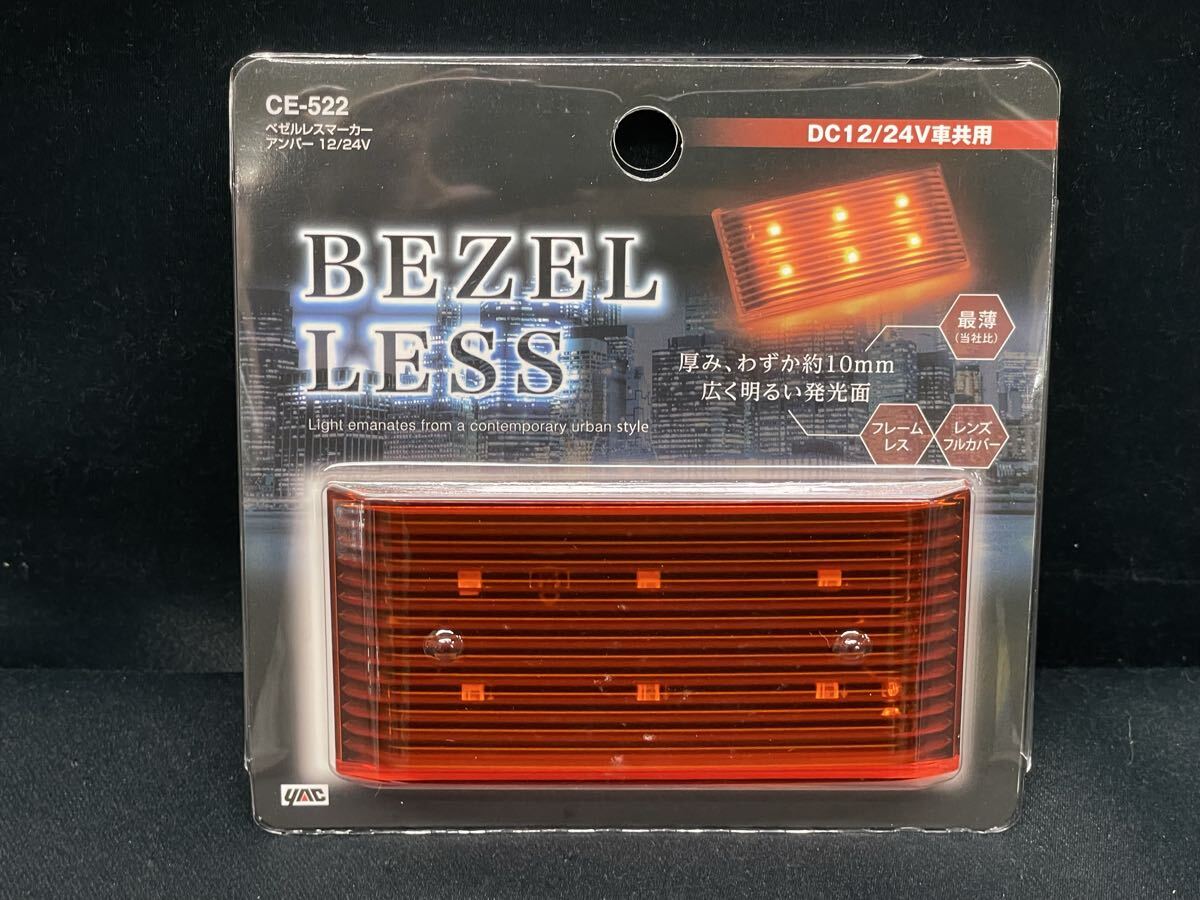 CE-522
ベゼルレスマーカー
アンバー 12/24V
DC12/24V車共用
BEZEL
LESS
Light emanates from a contemporary urban style
最薄
(当社比)
厚み、わずか約10mm
広く明るい発光面
フレーム
レス
レンズ
フルカバー
YAC